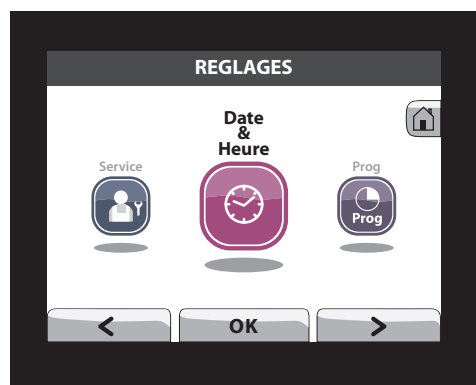 REGLAGES
Date
&
Heure
Service
Prog
Prog
< OK >